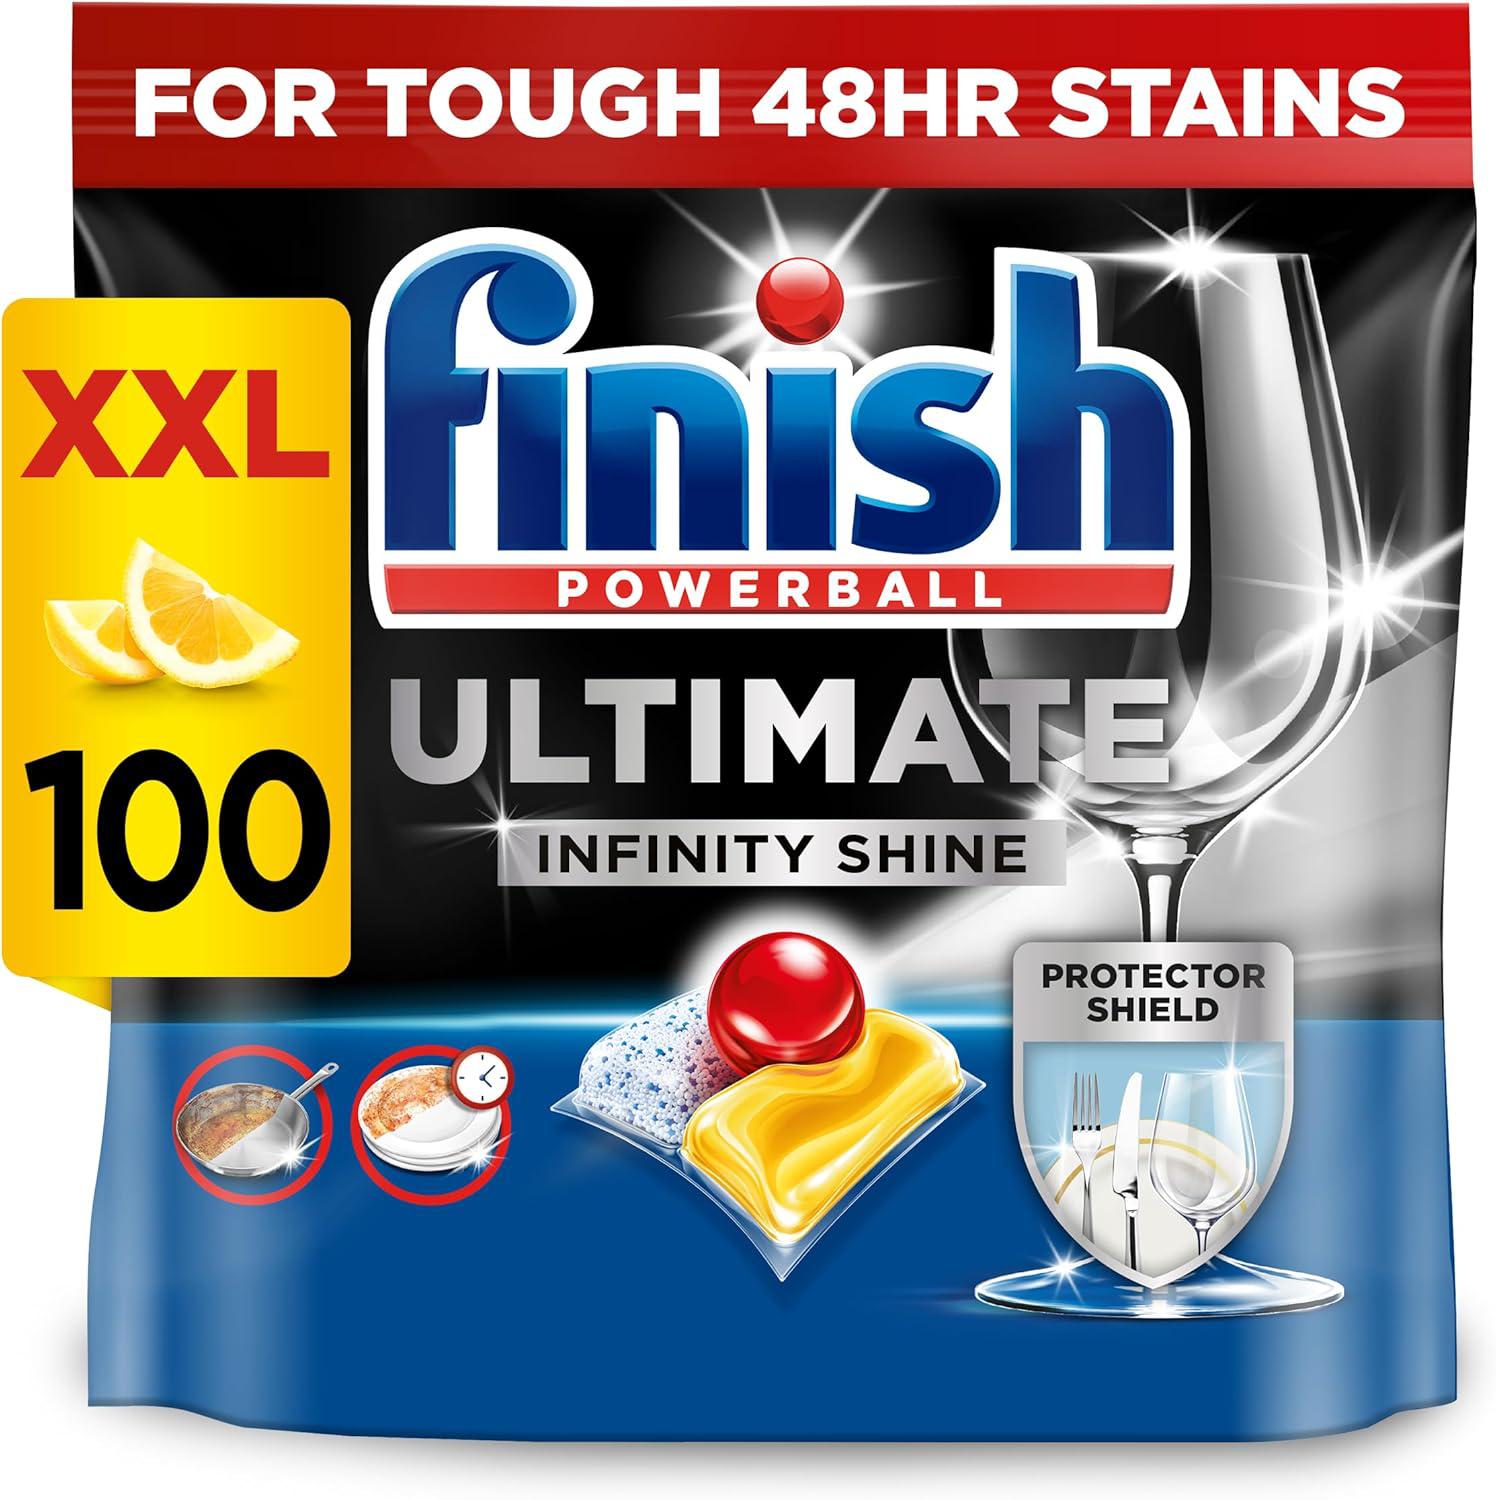 FOR TOUGH 48HR STAINS
XXL
100
finish
POWERBALL
ULTIMATE
INFINITY SHINE
PROTECTOR
SHIELD